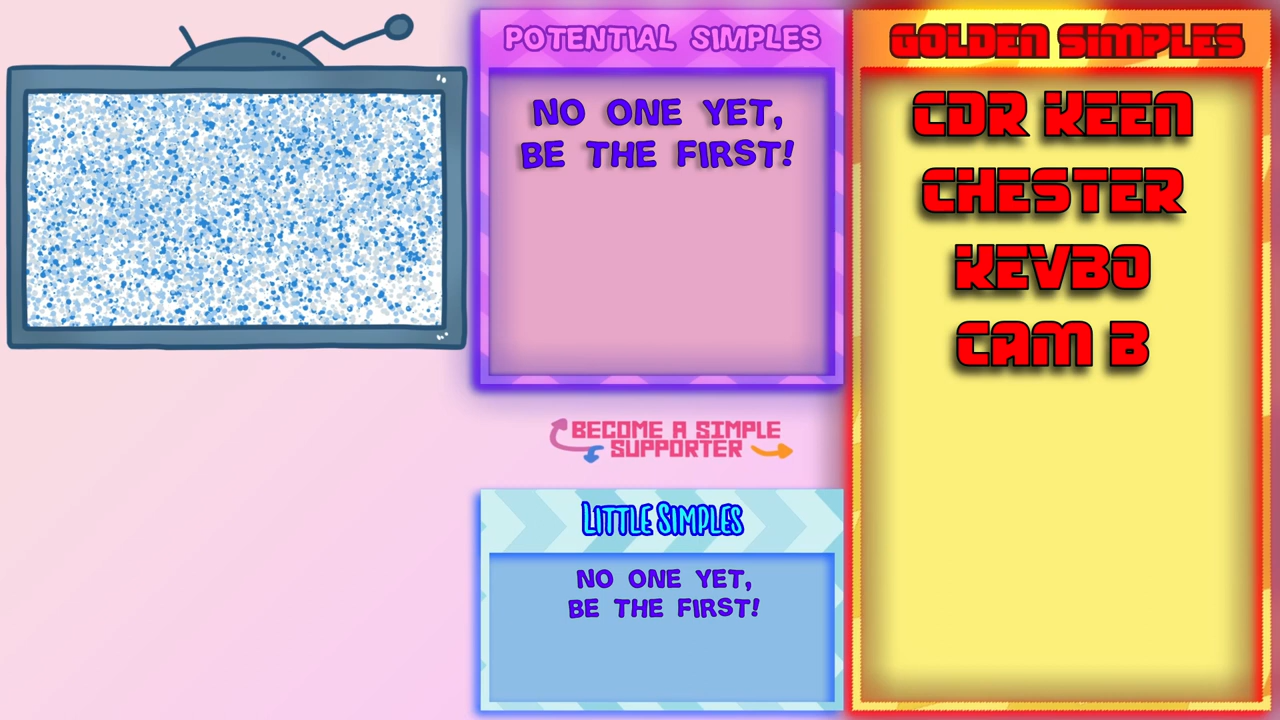 POTENTIAL SIMPLES
NO ONE YET,
BE THE FIRST!
BECOME A SIMPLE
SUPPORTER
LITTLE SIMPLES
NO ONE YET,
BE THE FIRST!
GOLDEN SIMPLES
CDR KEEN
CHESTER
KEVBO
CAM B